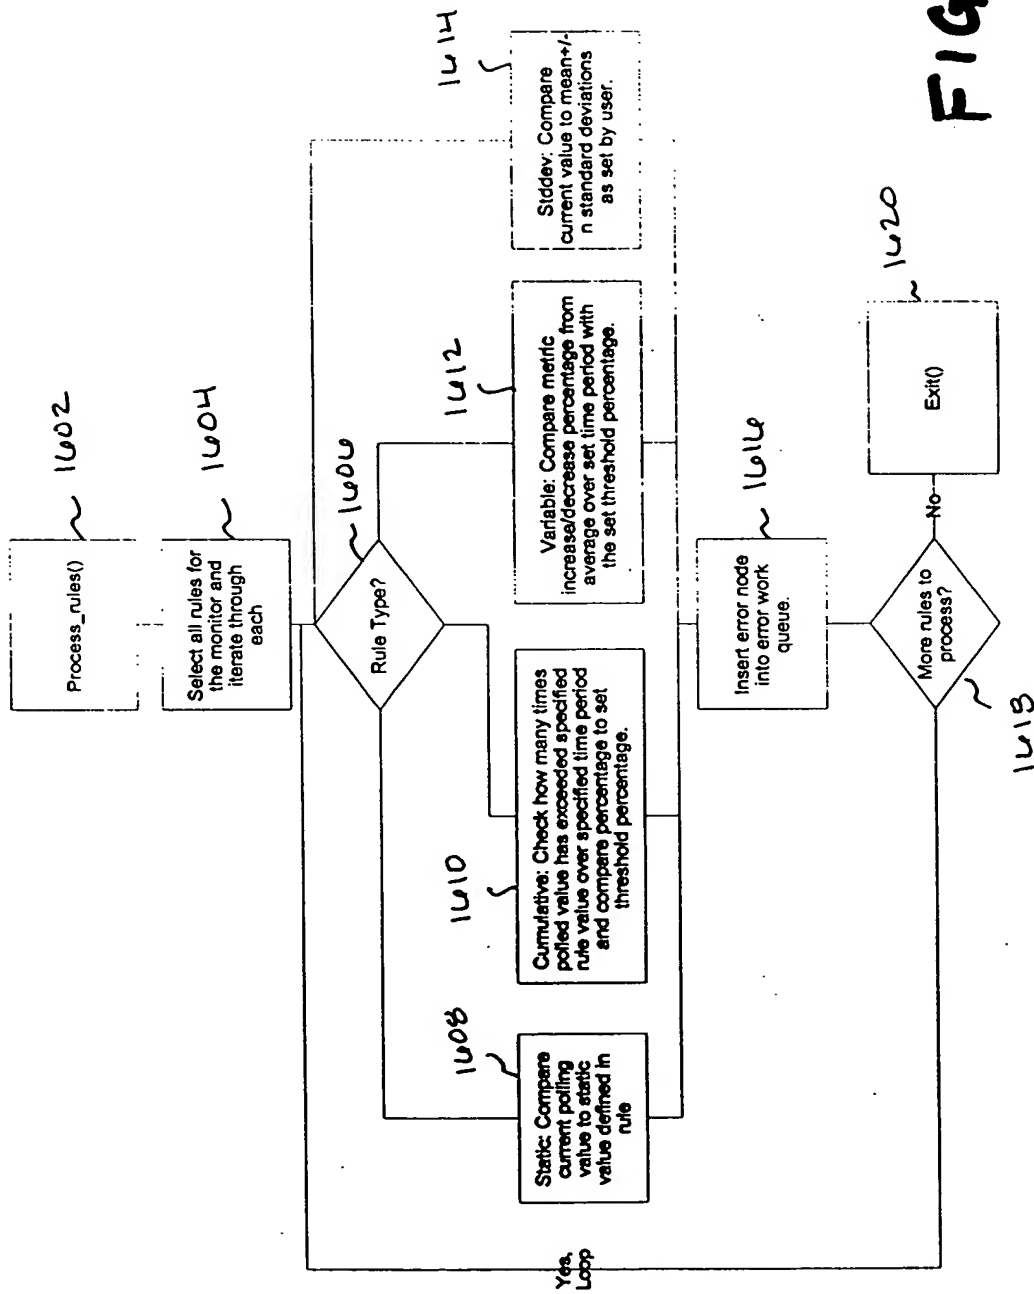 Process_rules()
1602
Select all rules for
the monitor and
iterate through
each
1604
Rule Type?
1606
Static: Compare
current polling
value to static
value defined in
rule
1608
Cumulative: Check how many times
polled value has exceeded specified
rule value over specified time period
and compare percentage to set
threshold percentage.
1610
Variable: Compare metric
increase/decrease percentage from
average over set time period with
the set threshold percentage.
1612
Stddev: Compare
current value to mean+/-
n standard deviations
as set by user.
1614
Insert error node
into error work
queue.
1616
More rules to
process?
1618
Yes,
Loop
No
Exit()
1620
FIG